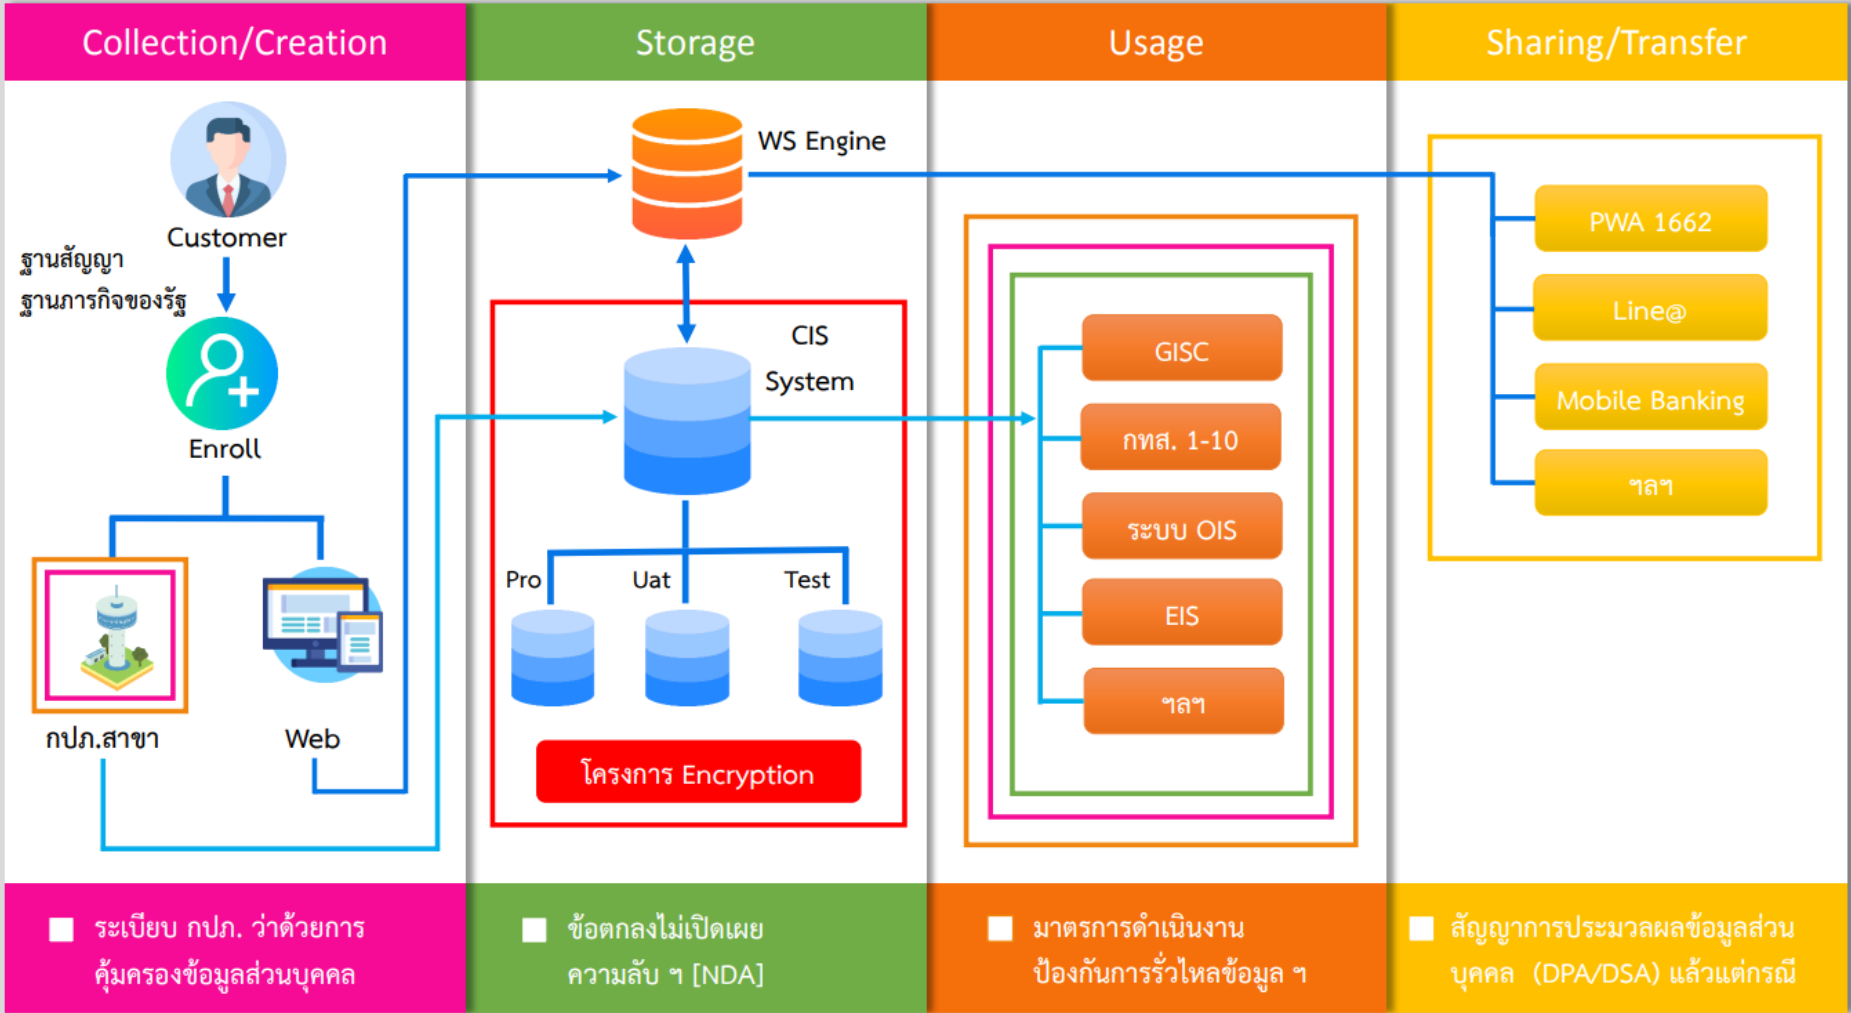 Collection/Creation
Storage
Usage
Sharing/Transfer
Customer
ฐานสัญญา
ฐานภารกิจของรัฐ
Enroll
กปภ.สาขา
Web
WS Engine
CIS
System
Pro
Uat
Test
โครงการ Encryption
GISC
กทส. 1-10
ระบบ OIS
EIS
ฯลฯ
PWA 1662
Line@
Mobile Banking
ฯลฯ
ระเบียบ กปภ. ว่าด้วยการ
คุ้มครองข้อมูลส่วนบุคคล
ข้อตกลงไม่เปิดเผย
ความลับ ฯ [NDA]
มาตรการดำเนินงาน
ป้องกันการรั่วไหลข้อมูล ฯ
สัญญาการประมวลผลข้อมูลส่วน
บุคคล (DPA/DSA) แล้วแต่กรณี